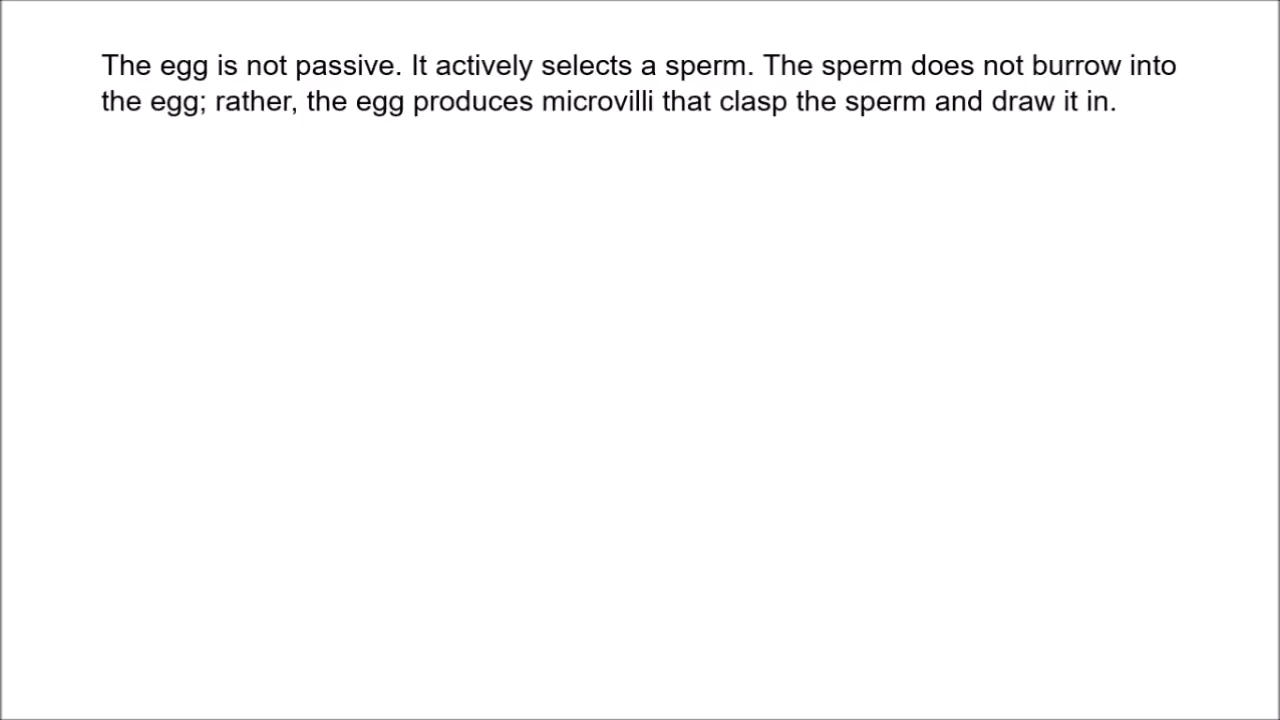 The egg is not passive. It actively selects a sperm. The sperm does not burrow into
the egg; rather, the egg produces microvilli that clasp the sperm and draw it in.